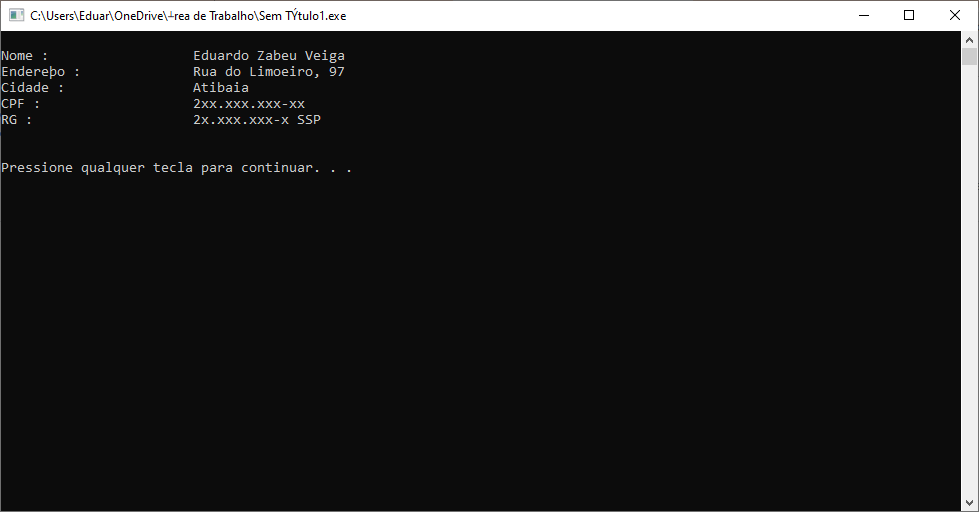 C:\Users\Eduar\OneDrive\┴rea de Trabalho\Sem TÝtulo1.exe
Nome : Eduardo Zabeu Veiga
Endereþo : Rua do Limoeiro, 97
Cidade : Atibaia
CPF : 2xx.xxx.xxx-xx
RG : 2x.xxx.xxx-x SSP
Pressione qualquer tecla para continuar. . .